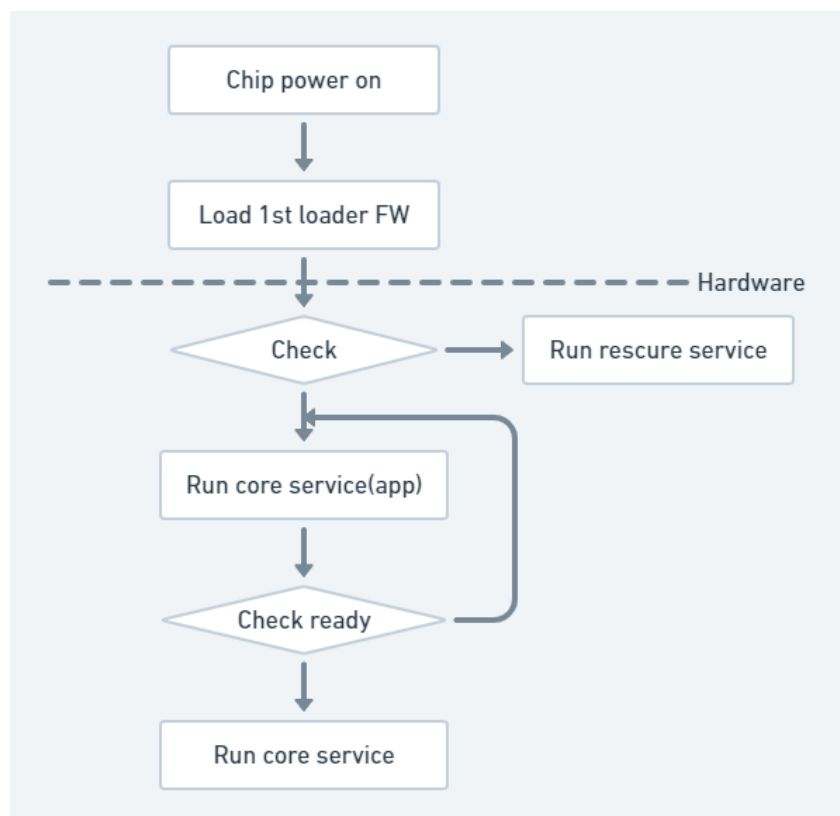 Chip power on
Load 1st loader FW
Hardware
Check
Run rescure service
Run core service(app)
Check ready
Run core service